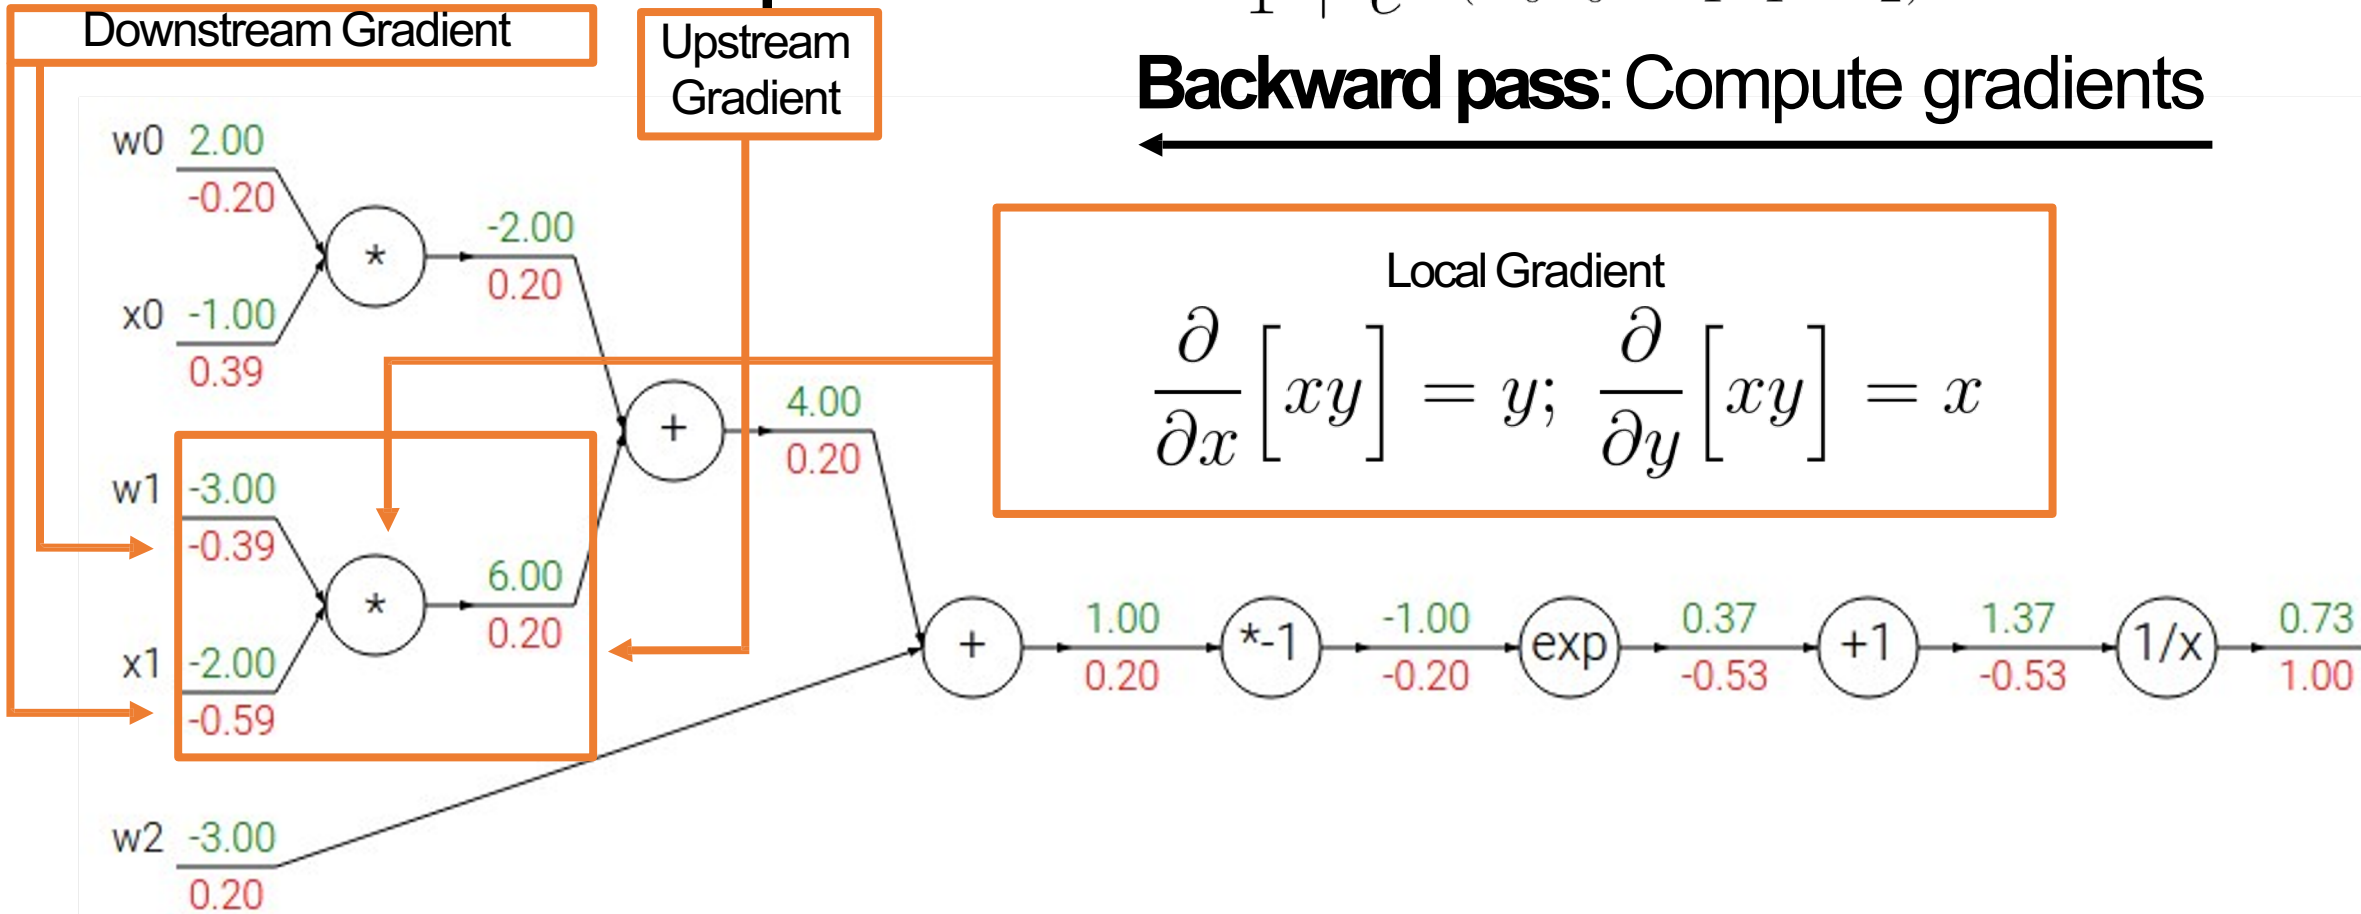 Downstream Gradient
Upstream
Gradient
Backward pass: Compute gradients
w0 2.00
-0.20
*
-2.00
0.20
x0 -1.00
0.39
Local Gradient
∂/∂x [xy] = y; ∂/∂y [xy] = x
+
4.00
0.20
w1 -3.00
-0.39
*
6.00
0.20
x1 -2.00
-0.59
+
1.00
0.20
*-1
-1.00
-0.20
exp
0.37
-0.53
+1
1.37
-0.53
1/x
0.73
1.00
w2 -3.00
0.20